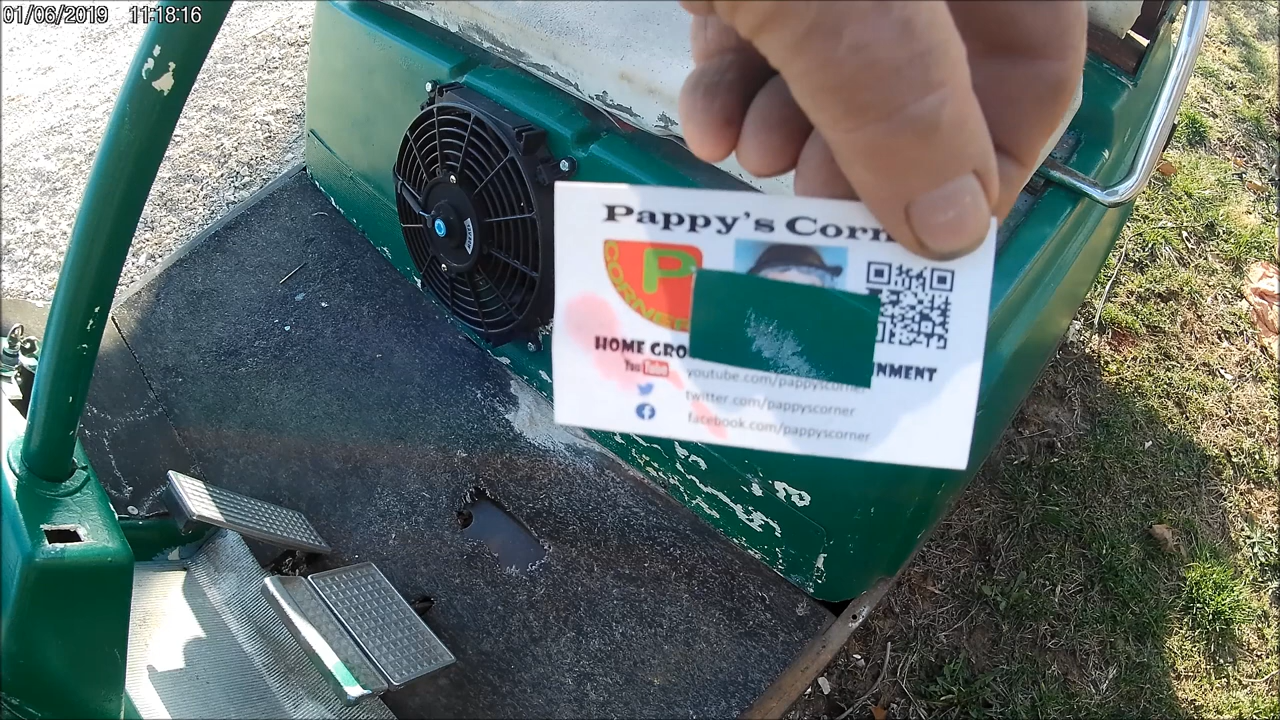 01/06/2019 11:18:16
Pappy's Corn
P
CORNE
HOME GRO NMENT
YouTube
youtube.com/pappyscorner
twitter.com/pappyscorner
facebook.com/pappyscorner